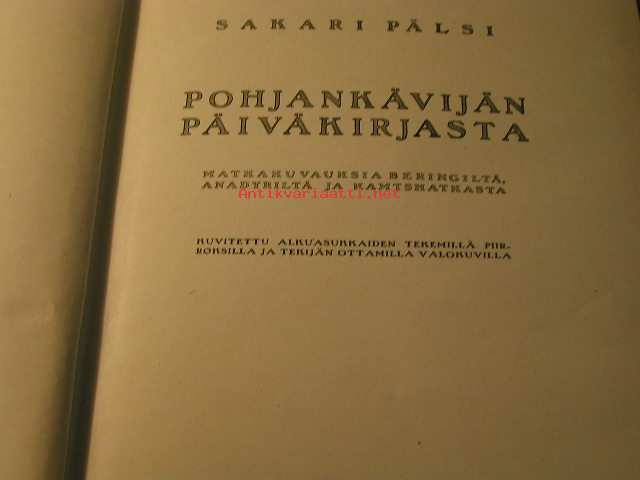 SAKARI PÄLSI
POHJANKÄVIJÄN
PÄIVÄKIRJASTA
MATKAKUVAUKSIA BERINGILTÄ,
ANADYRILTÄ JA KAMTSHATKASTA
Antikvariaatti.net
KUVITETTU ALKUASUKKAIDEN TEKEMILLÄ PIIR-
ROKSILLA JA TEKIJÄN OTTAMILLA VALOKUVILLA